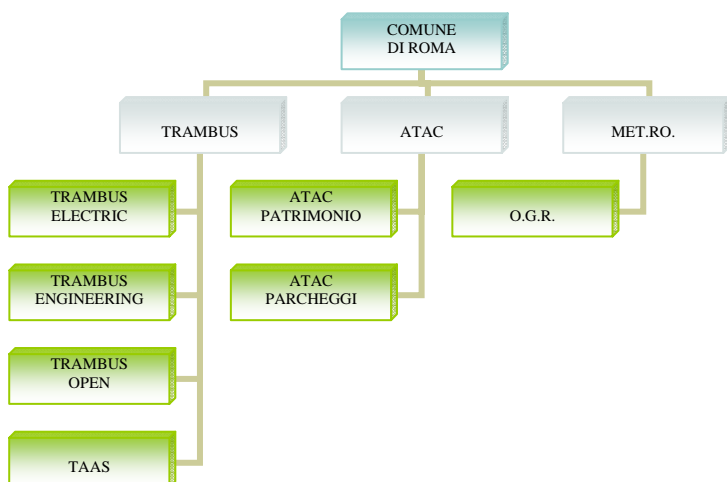 COMUNE
DI ROMA
TRAMBUS
ATAC
MET.RO.
TRAMBUS
ELECTRIC
ATAC
PATRIMONIO
O.G.R.
TRAMBUS
ENGINEERING
ATAC
PARCHEGGI
TRAMBUS
OPEN
TAAS